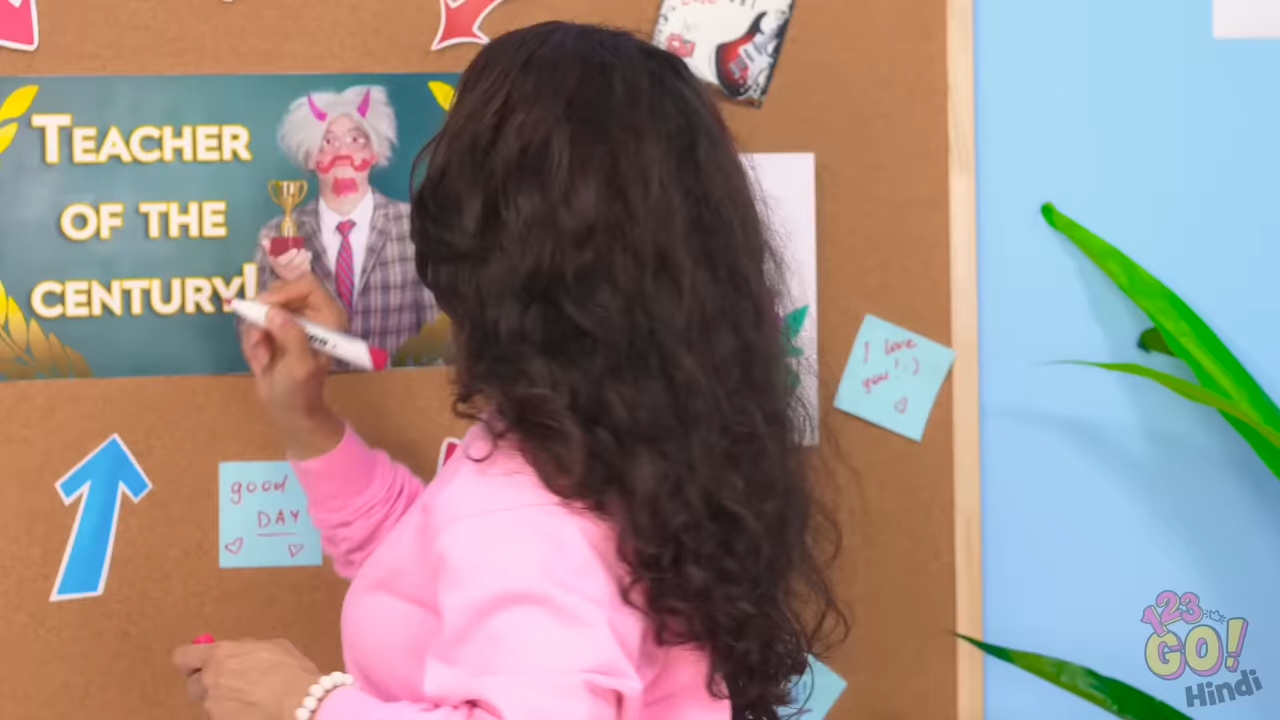 TEACHER
OF THE
CENTURY!
I love
you! :)
good
DAY
123
GO!
Hindi